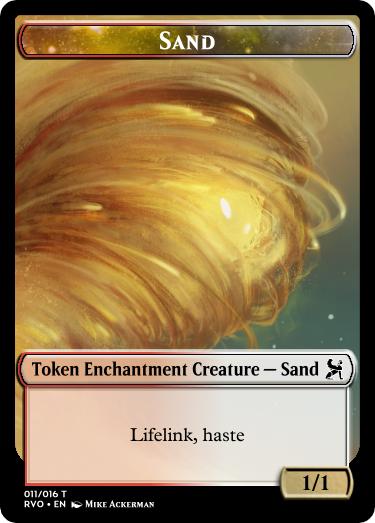 Sand
Token Enchantment Creature — Sand
Lifelink, haste
1/1
011/016 T
RVO • EN Mike Ackerman